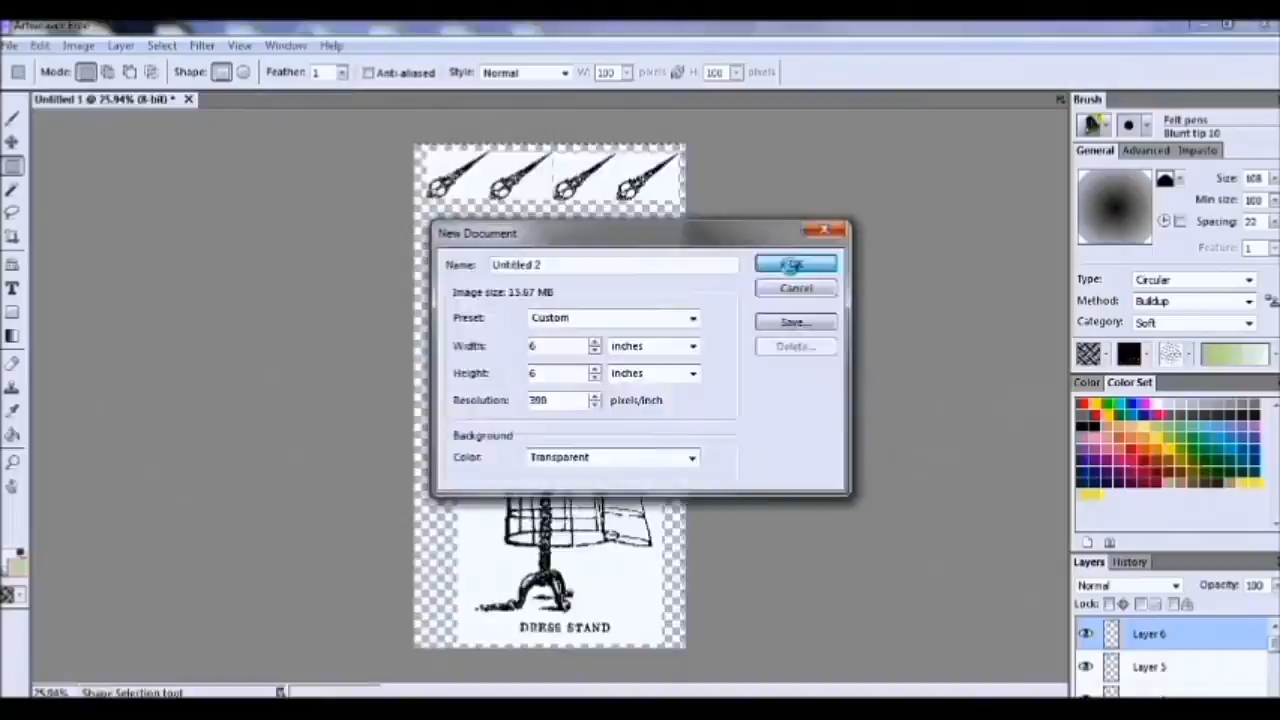 Artweaver Free
File Edit Image Layer Select Filter View Window Help
Mode: Shape: Feather: 1 Anti-aliased Style: Normal W: 100 pixels H: 100 pixels
Untitled 1 @ 25.94% (8-bit) *
Brush
Felt pens
Blunt tip 10
General Advanced Impasto
Size: 108
Min size: 100
Spacing: 22
Feature: 1
Type: Circular
Method: Buildup
Category: Soft
Color Color Set
Layers History
Normal Opacity: 100
Lock:
Layer 6
Layer 5
New Document
Name: Untitled 2
Image size: 13.67 MB
Preset: Custom
Width: 6 inches
Height: 6 inches
Resolution: pixels/inch
Background
Color: Transparent
OK
Cancel
Save...
Delete...
DRESS STAND
25.94% Shape Selection tool